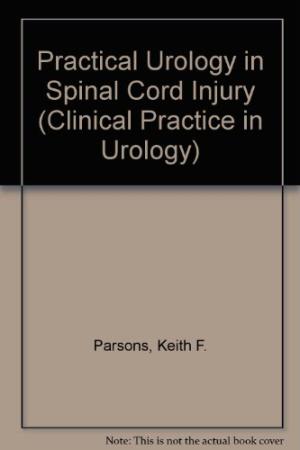 Practical Urology in
Spinal Cord Injury
(Clinical Practice in
Urology)
Parsons, Keith F.
Note: This is not the actual book cover